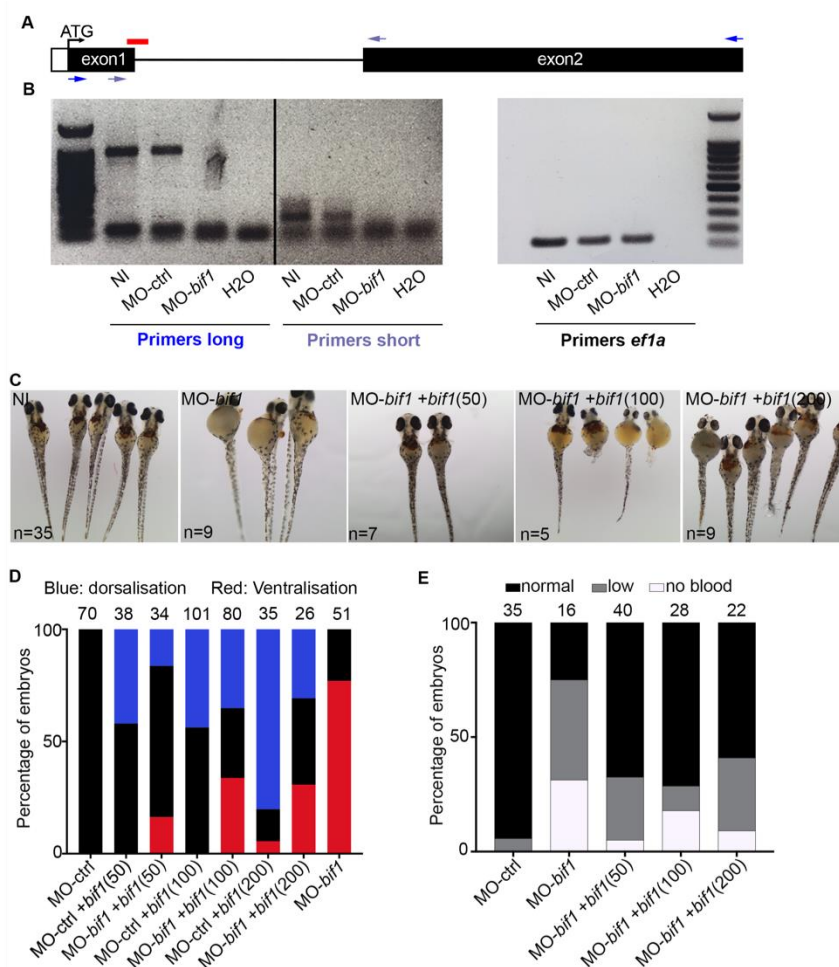 A
ATG
exon1
exon2
B
NI
MO-ctrl
MO-bif1
H2O
NI
MO-ctrl
MO-bif1
H2O
NI
MO-ctrl
MO-bif1
H2O
Primers long
Primers short
Primers ef1a
C
NI
MO-bif1
MO-bif1 +bif1(50)
MO-bif1 +bif1(100)
MO-bif1 +bif1(200)
n=35
n=9
n=7
n=5
n=9
D
Blue: dorsalisation Red: Ventralisation
70 38 34 101 80 35 26 51
Percentage of embryos
100
50
0
MO-ctrl
MO-ctrl +bif1(50)
MO-bif1 +bif1(50)
MO-ctrl +bif1(100)
MO-bif1 +bif1(100)
MO-ctrl +bif1(200)
MO-bif1 +bif1(200)
MO-bif1
E
normal low no blood
35 16 40 28 22
Percentage of embryos
100
50
0
MO-ctrl
MO-bif1
MO-bif1 +bif1(50)
MO-bif1 +bif1(100)
MO-bif1 +bif1(200)